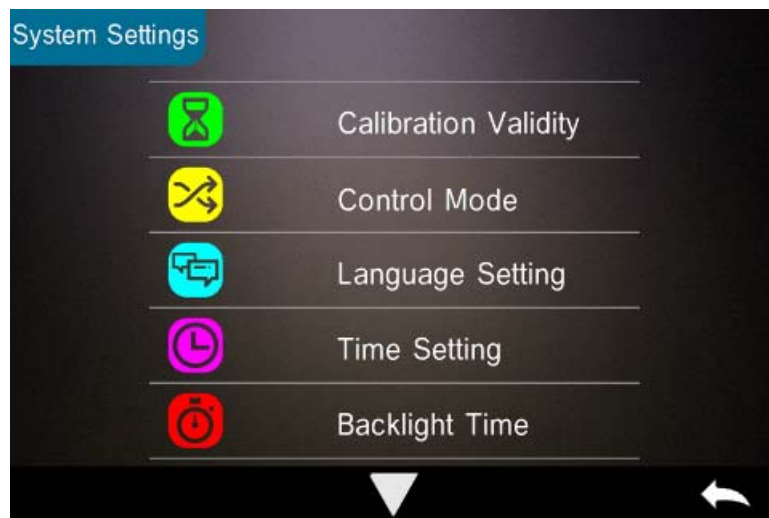 System Settings
Calibration Validity
Control Mode
Language Setting
Time Setting
Backlight Time